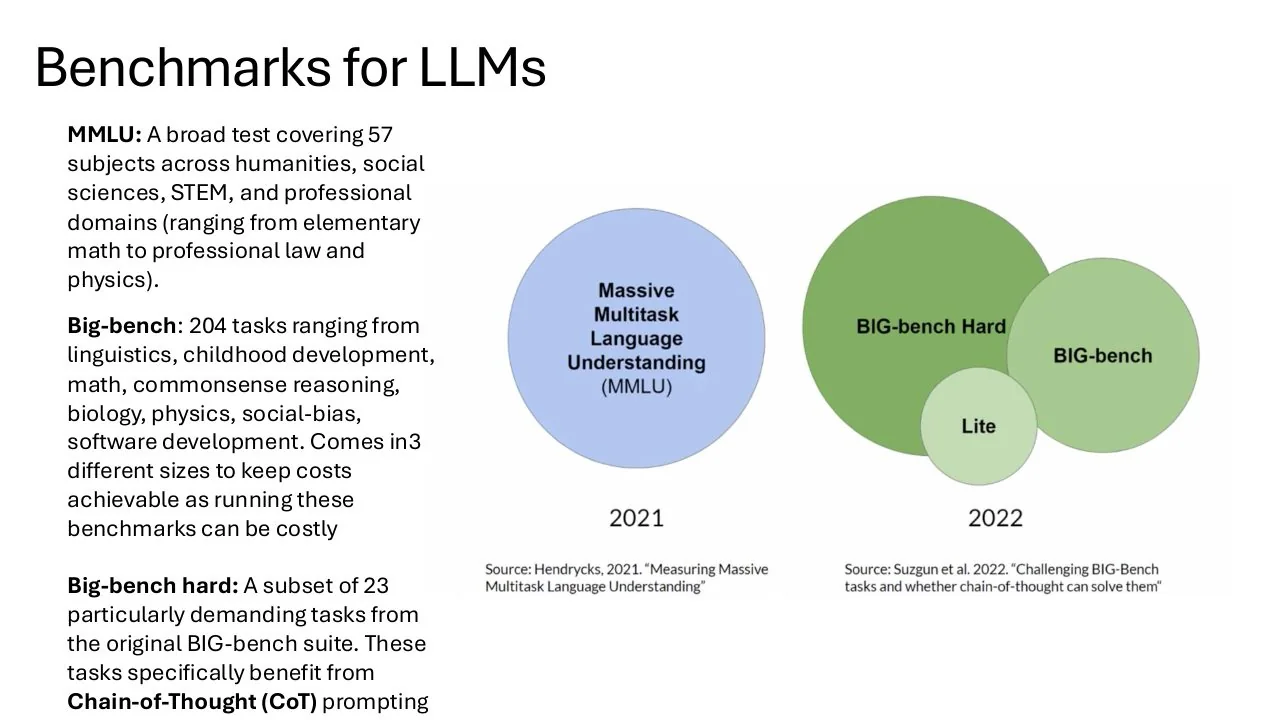 Benchmarks for LLMs
MMLU: A broad test covering 57
subjects across humanities, social
sciences, STEM, and professional
domains (ranging from elementary
math to professional law and
physics).
Big-bench: 204 tasks ranging from
linguistics, childhood development,
math, commonsense reasoning,
biology, physics, social-bias,
software development. Comes in3
different sizes to keep costs
achievable as running these
benchmarks can be costly
Big-bench hard: A subset of 23
particularly demanding tasks from
the original BIG-bench suite. These
tasks specifically benefit from
Chain-of-Thought (CoT) prompting
Massive
Multitask
Language
Understanding
(MMLU)
2021
Source: Hendrycks, 2021. “Measuring Massive
Multitask Language Understanding”
BIG-bench Hard
BIG-bench
Lite
2022
Source: Suzgun et al. 2022. “Challenging BIG-Bench
tasks and whether chain-of-thought can solve them“